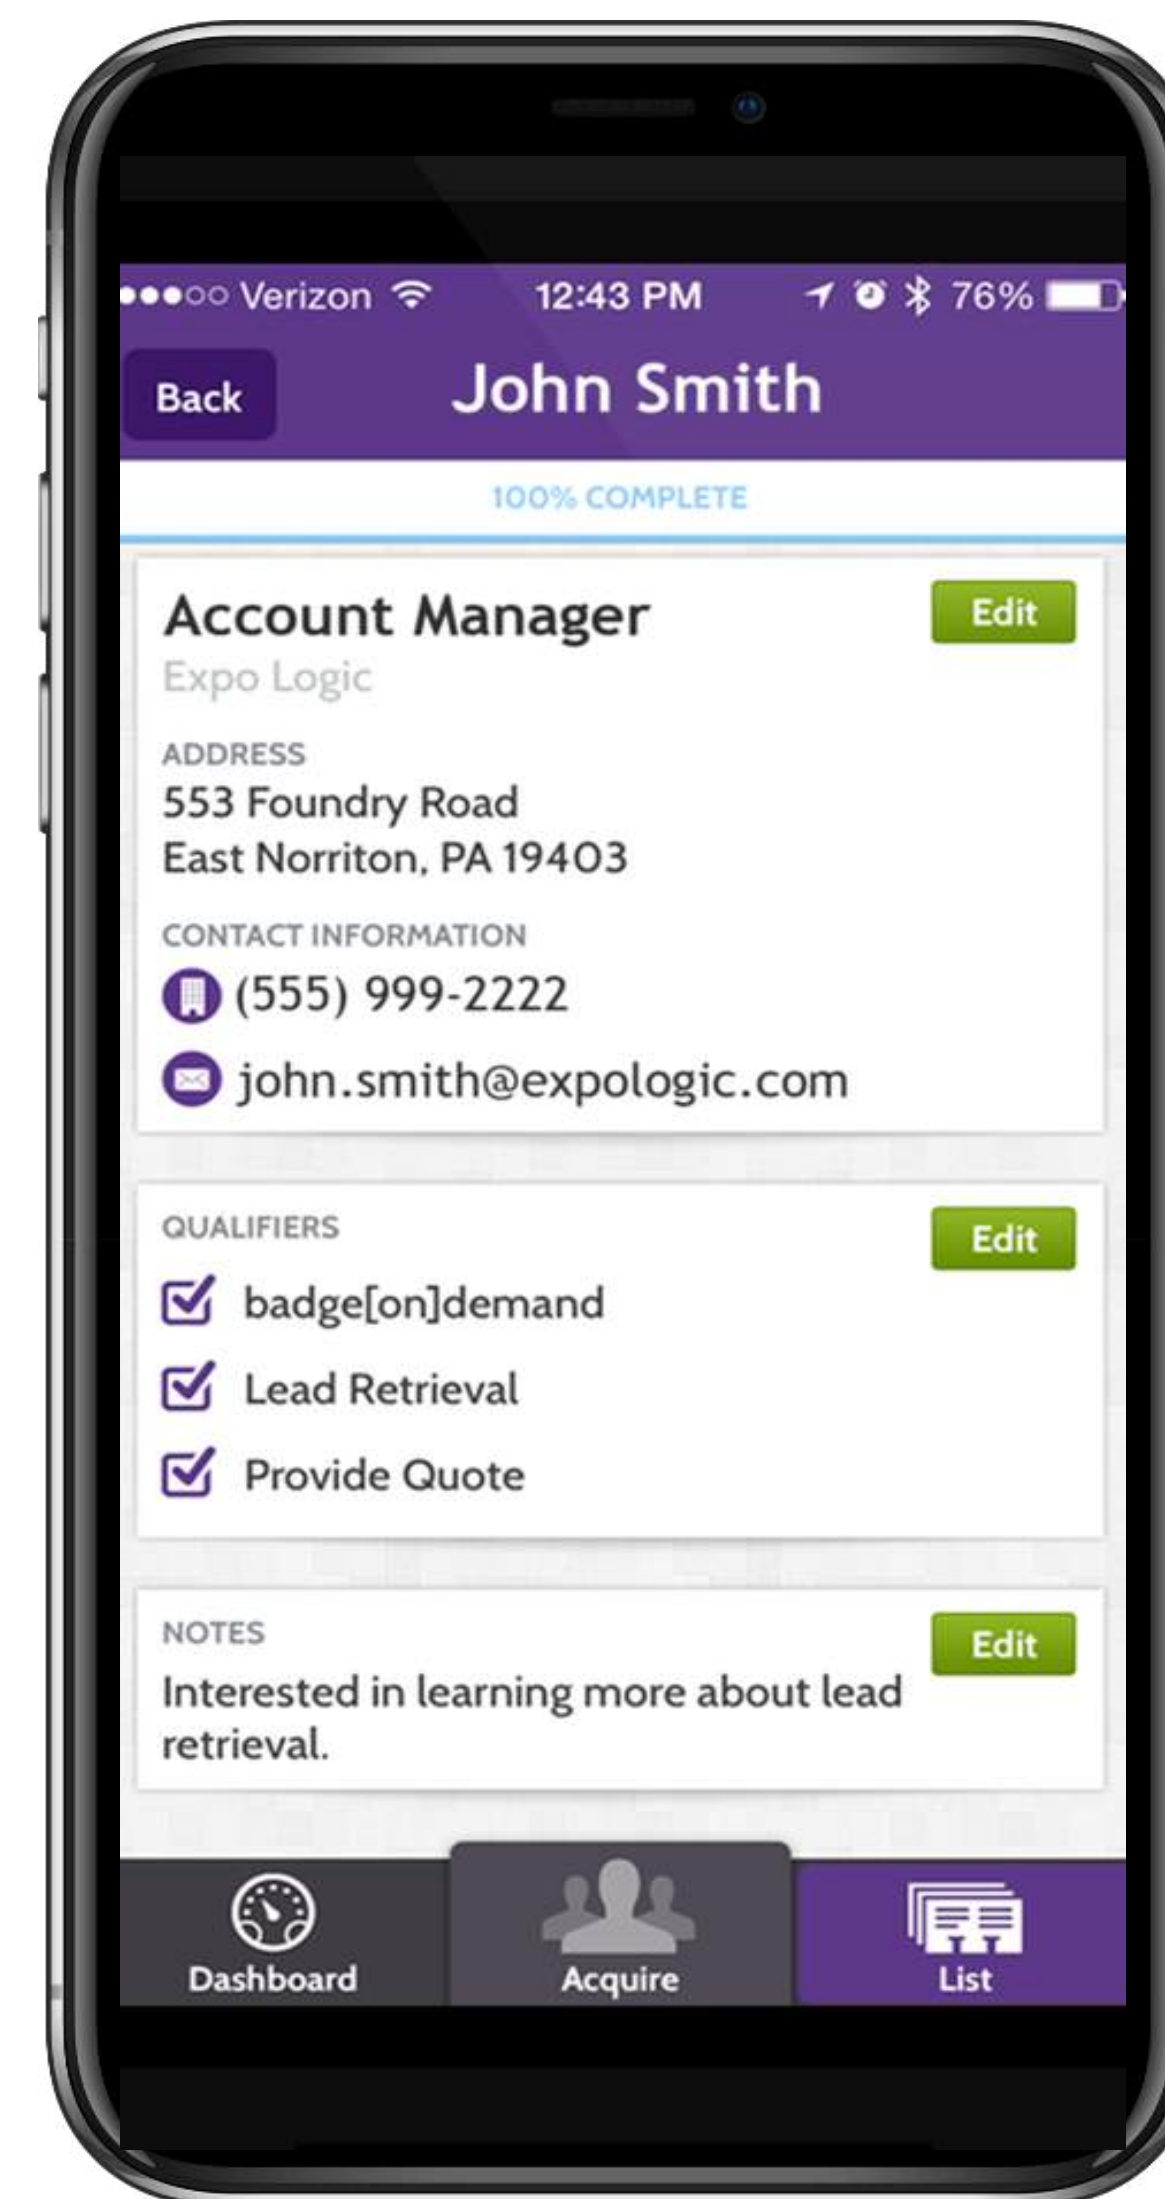 Verizon 12:43 PM 76%
Back John Smith
100% COMPLETE
Account Manager Edit
Expo Logic
ADDRESS
553 Foundry Road
East Norriton, PA 19403
CONTACT INFORMATION
(555) 999-2222
john.smith@expologic.com
QUALIFIERS Edit
badge[on]demand
Lead Retrieval
Provide Quote
NOTES Edit
Interested in learning more about lead
retrieval.
Dashboard Acquire List